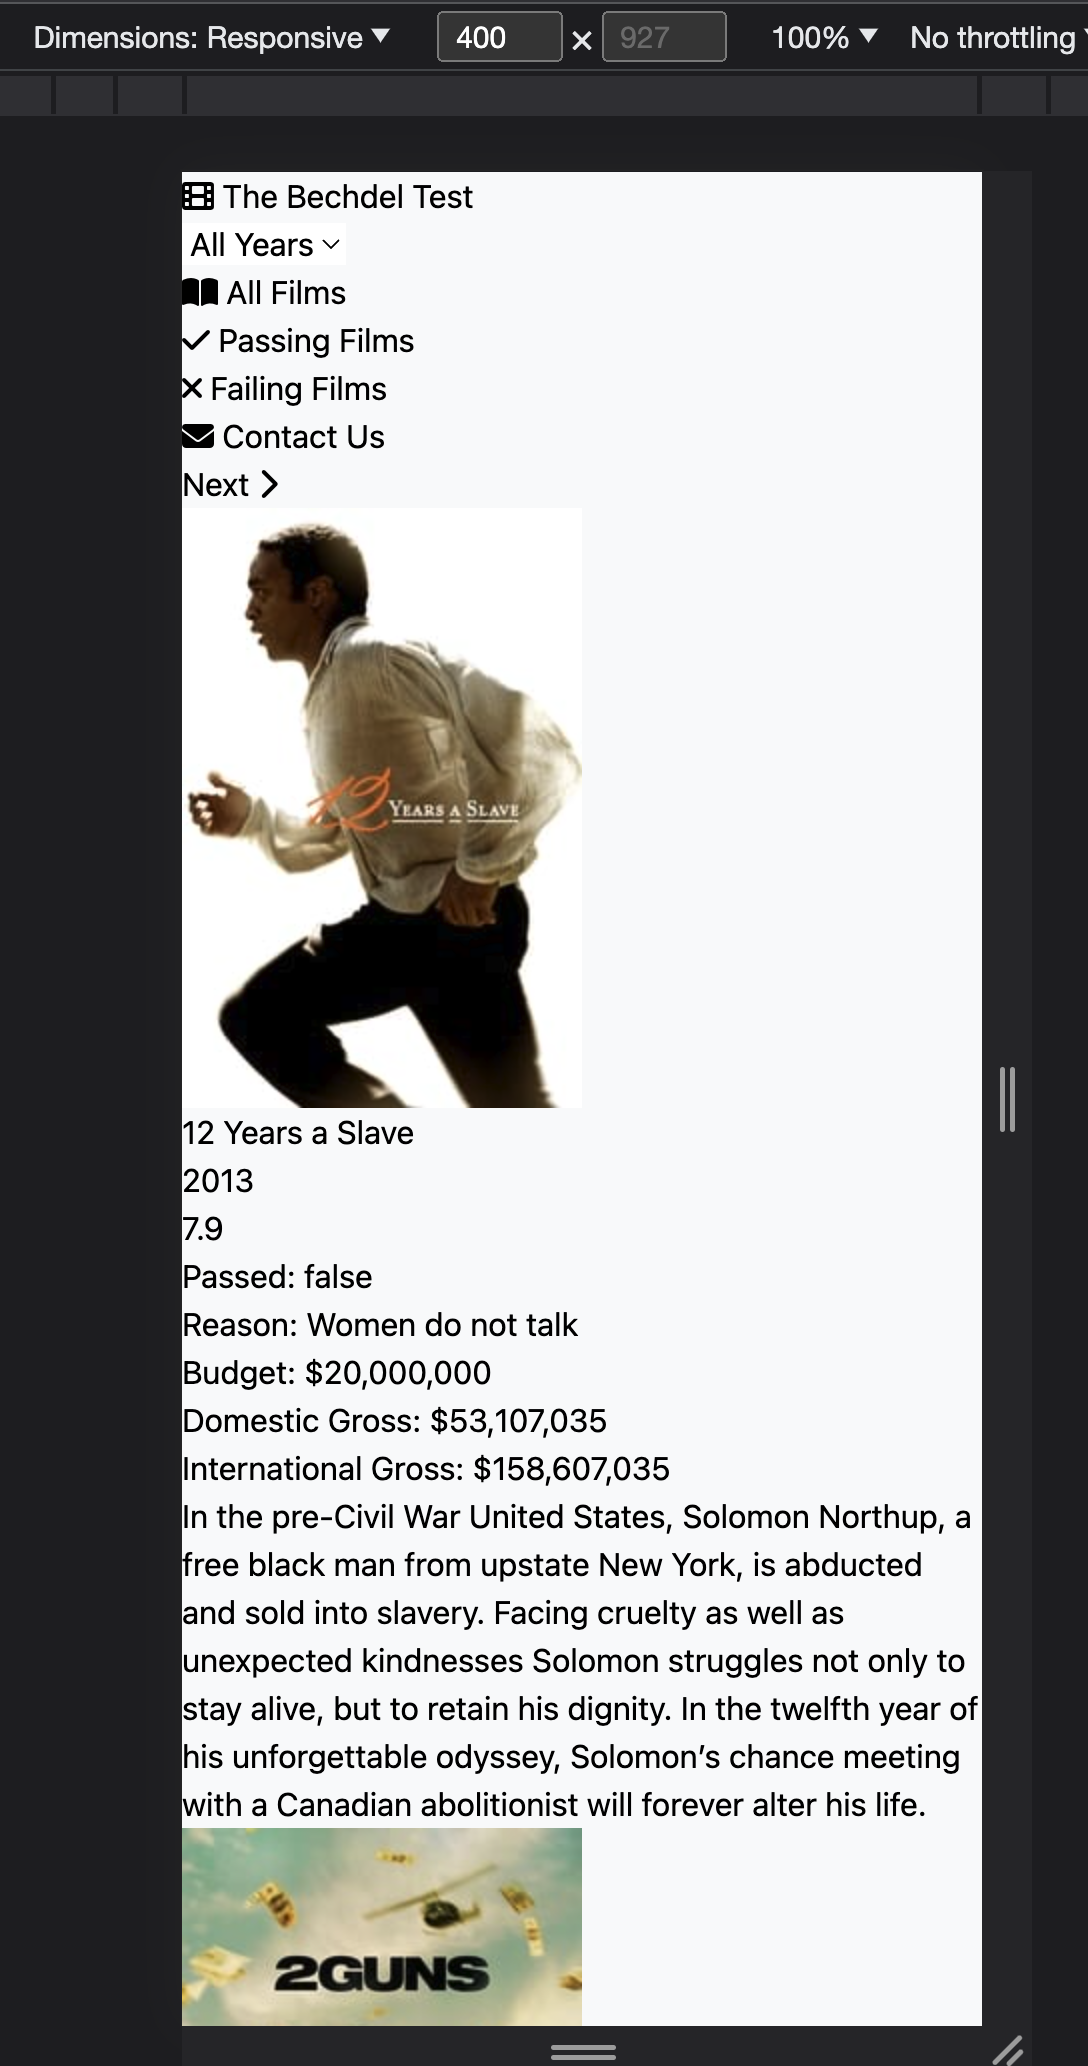 Dimensions: Responsive 400 × 927 100% No throttling
The Bechdel Test
All Years
All Films
Passing Films
Failing Films
Contact Us
Next
12 YEARS A SLAVE
12 Years a Slave
2013
7.9
Passed: false
Reason: Women do not talk
Budget: $20,000,000
Domestic Gross: $53,107,035
International Gross: $158,607,035
In the pre-Civil War United States, Solomon Northup, a
free black man from upstate New York, is abducted
and sold into slavery. Facing cruelty as well as
unexpected kindnesses Solomon struggles not only to
stay alive, but to retain his dignity. In the twelfth year of
his unforgettable odyssey, Solomon’s chance meeting
with a Canadian abolitionist will forever alter his life.
2GUNS